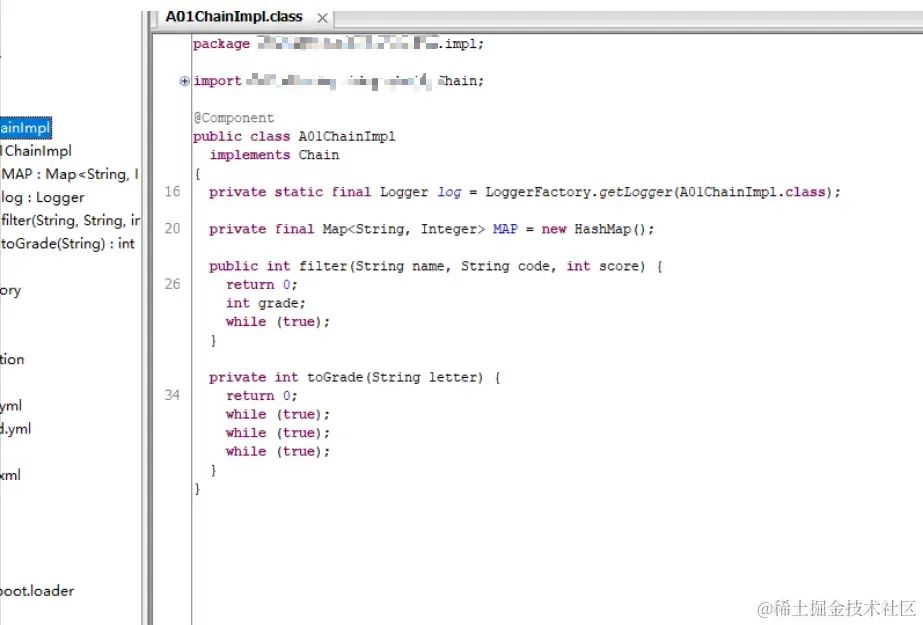 A01ChainImpl.class
package .impl;
import Chain;
@Component
public class A01ChainImpl
implements Chain
{
16 private static final Logger log = LoggerFactory.getLogger(A01ChainImpl.class);
20 private final Map<String, Integer> MAP = new HashMap();
public int filter(String name, String code, int score) {
26 return 0;
int grade;
while (true);
}
private int toGrade(String letter) {
34 return 0;
while (true);
while (true);
while (true);
}
}
ainImpl
1ChainImpl
MAP : Map<String, I
log : Logger
filter(String, String, in
toGrade(String) : int
ory
tion
yml
d.yml
xml
boot.loader
@稀土掘金技术社区